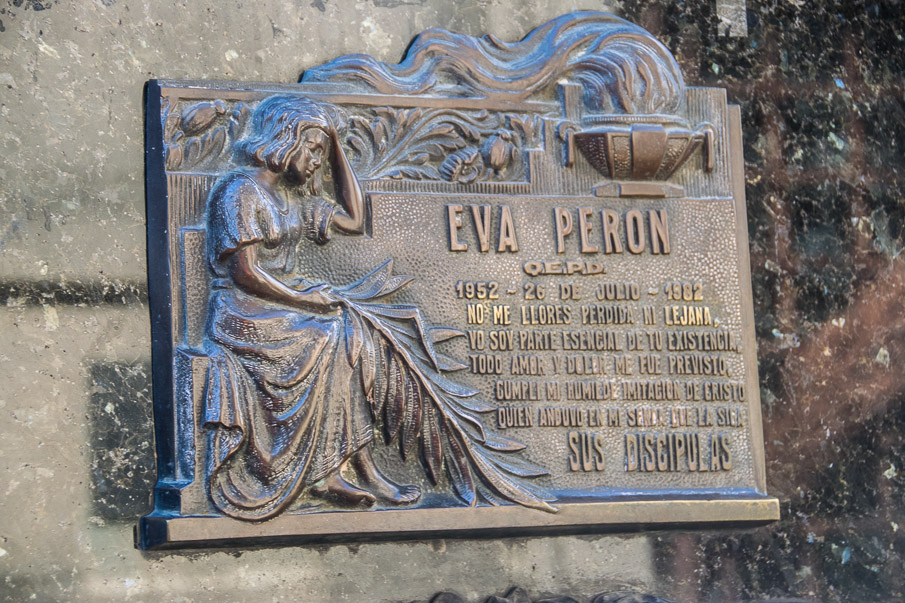 EVA PERON
Q.E.P.D.
1952 - 26 DE JULIO - 1982
NO ME LLORES PERDIDA NI LEJANA
YO SOY PARTE ESENCIAL DE TU EXISTENCIA,
TODO AMOR Y DOLOR ME FUE PREVISTO,
CUMPLI MI HUMILDE IMITACION DE CRISTO
QUIEN ANDUVO EN MI SENDA QUE LA SIGA
SUS DISCIPULAS